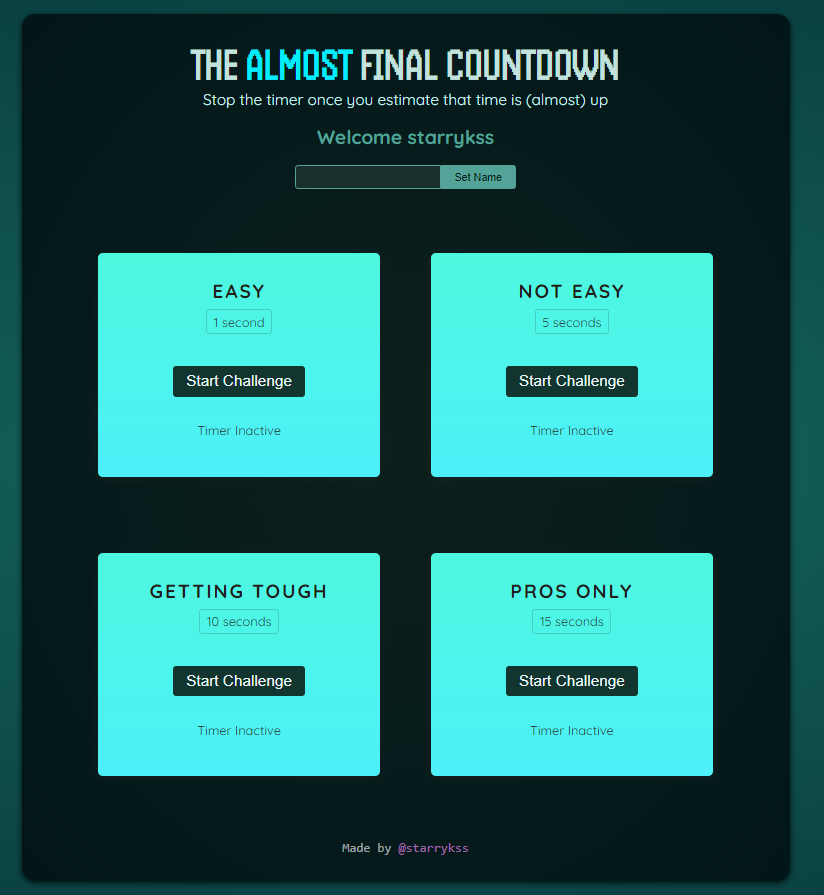 THE ALMOST FINAL COUNTDOWN
Stop the timer once you estimate that time is (almost) up
Welcome starrykss
Set Name
EASY
1 second
Start Challenge
Timer Inactive
NOT EASY
5 seconds
Start Challenge
Timer Inactive
GETTING TOUGH
10 seconds
Start Challenge
Timer Inactive
PROS ONLY
15 seconds
Start Challenge
Timer Inactive
Made by @starrykss